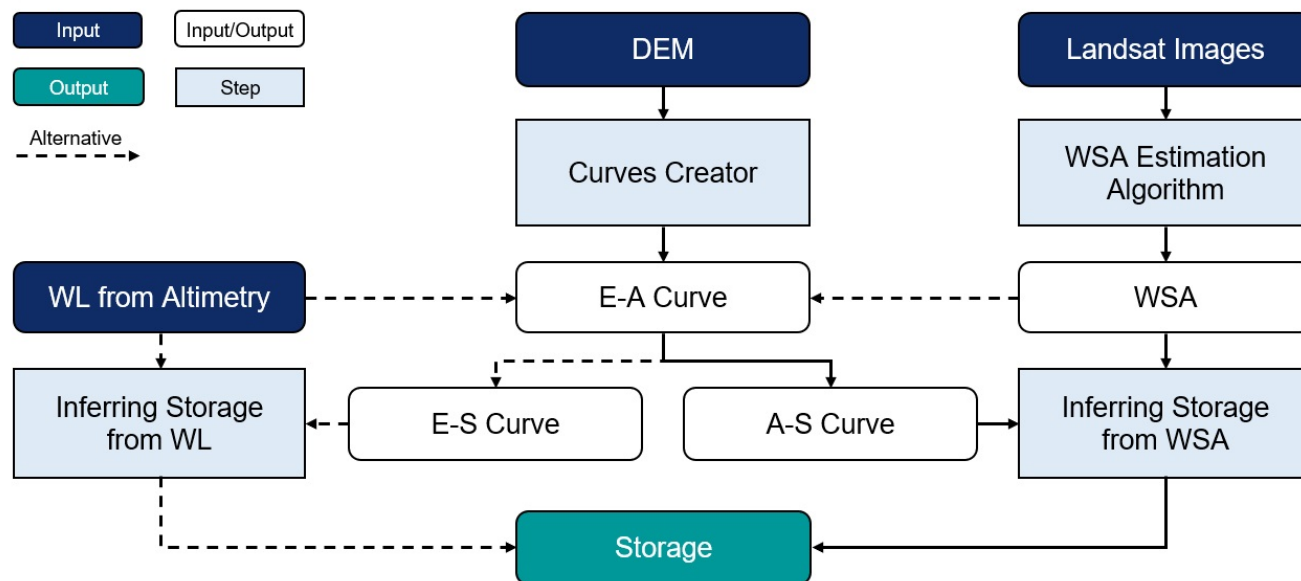 Input
Input/Output
Output
Step
Alternative
DEM
Landsat Images
Curves Creator
WSA Estimation
Algorithm
WL from Altimetry
E-A Curve
WSA
Inferring Storage
from WL
E-S Curve
A-S Curve
Inferring Storage
from WSA
Storage